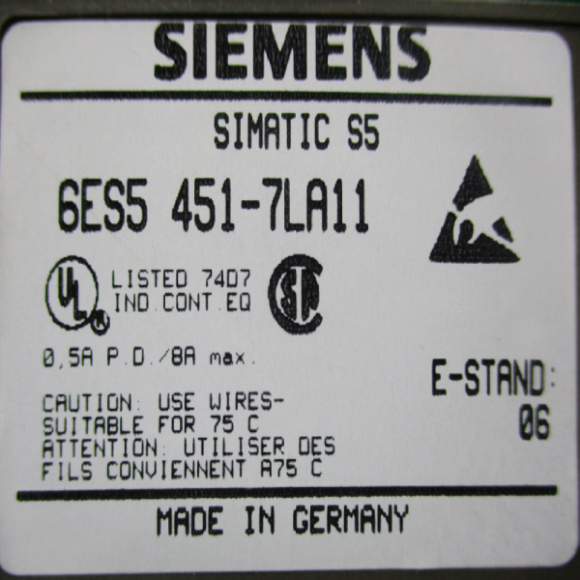 SIEMENS
SIMATIC S5
6ES5 451-7LA11
UL
R
LISTED 74D7
IND.CONT.EQ
0,5A P.D./8A max.
CAUTION: USE WIRES-
SUITABLE FOR 75 C
ATTENTION: UTILISER DES
FILS CONVIENNENT A75 C
E-STAND:
06
MADE IN GERMANY